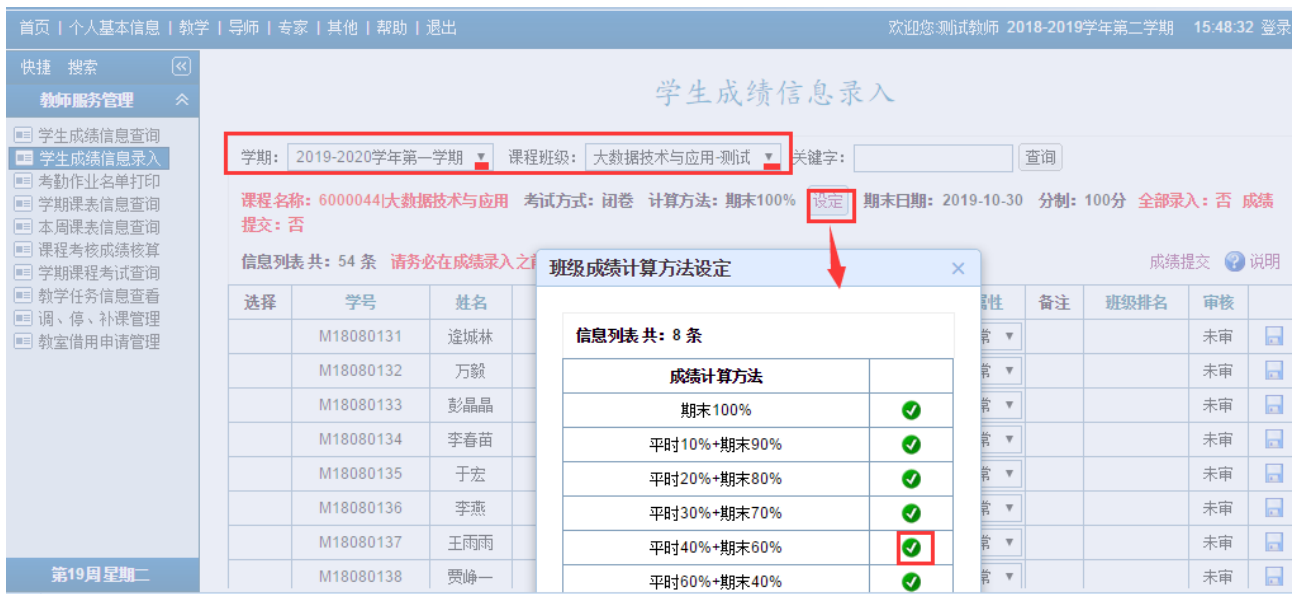 首页 | 个人基本信息 | 教学 | 导师 | 专家 | 其他 | 帮助 | 退出
欢迎您:测试教师 2018-2019学年第二学期 15:48:32 登录
快捷 搜索
教师服务管理
学生成绩信息查询
学生成绩信息录入
考勤作业名单打印
学期课表信息查询
本周课表信息查询
课程考核成绩核算
学期课程考试查询
教学任务信息查看
调、停、补课管理
教室借用申请管理
第19周 星期二
学生成绩信息录入
学期: 2019-2020学年第一学期 课程班级: 大数据技术与应用-测试 关键字: 查询
课程名称: 6000044|大数据技术与应用 考试方式: 闭卷 计算方法: 期末100% 设定 期末日期: 2019-10-30 分制: 100分 全部录入: 否 成绩
提交: 否
信息列表 共: 54 条 请务必在成绩录入之 成绩提交 说明
选择 学号 姓名 性 备注 班级排名 审核
M18080131 逄城林 常 未审
M18080132 万毅 常 未审
M18080133 彭晶晶 常 未审
M18080134 李春苗 常 未审
M18080135 于宏 常 未审
M18080136 李燕 常 未审
M18080137 王雨雨 常 未审
M18080138 贾峥一 常 未审
班级成绩计算方法设定
信息列表 共: 8 条
成绩计算方法
期末100%
平时10%+期末90%
平时20%+期末80%
平时30%+期末70%
平时40%+期末60%
平时60%+期末40%